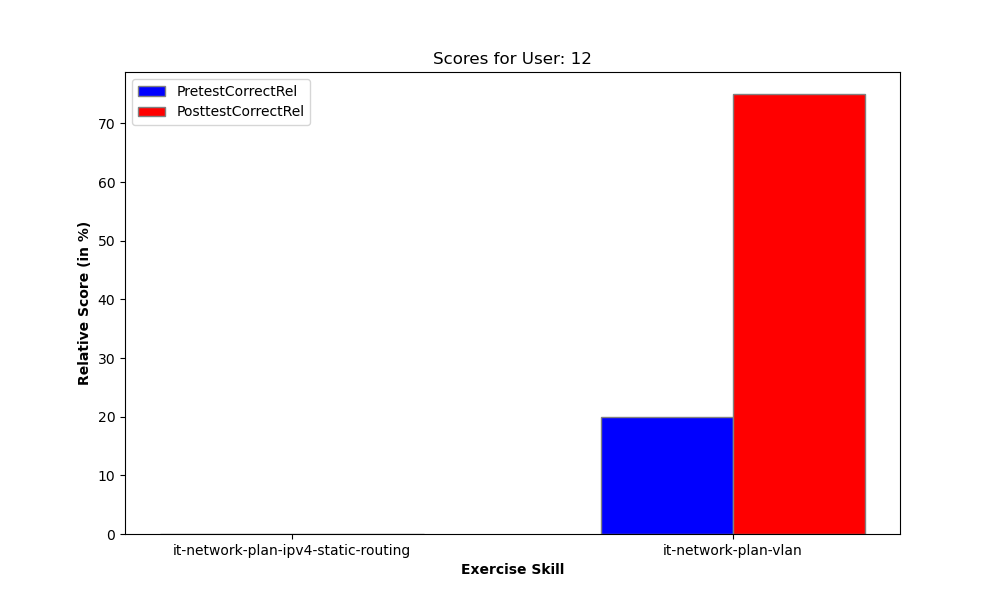 Scores for User: 12
PretestCorrectRel
PosttestCorrectRel
Relative Score (in %)
70
60
50
40
30
20
10
0
it-network-plan-ipv4-static-routing
it-network-plan-vlan
Exercise Skill